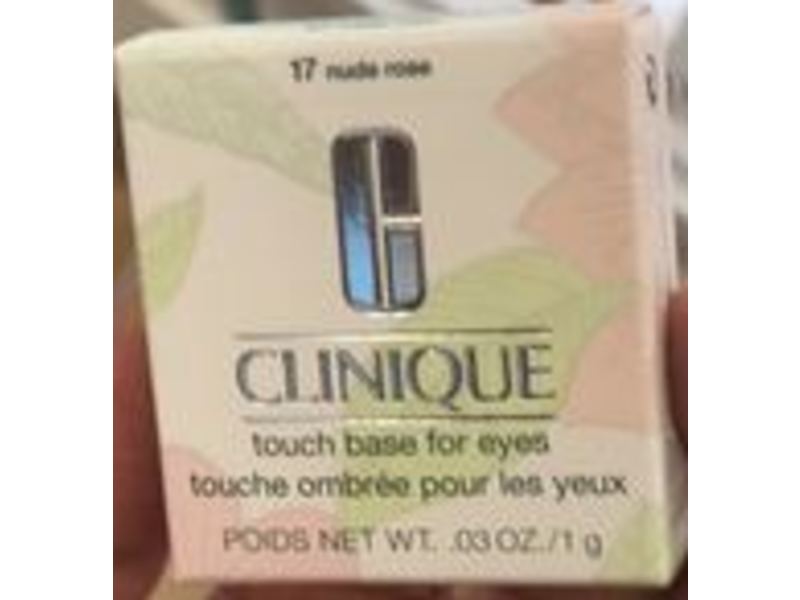 17 nude rose
CLINIQUE
touch base for eyes
touche ombrée pour les yeux
POIDS NET WT. .03 OZ./1 g